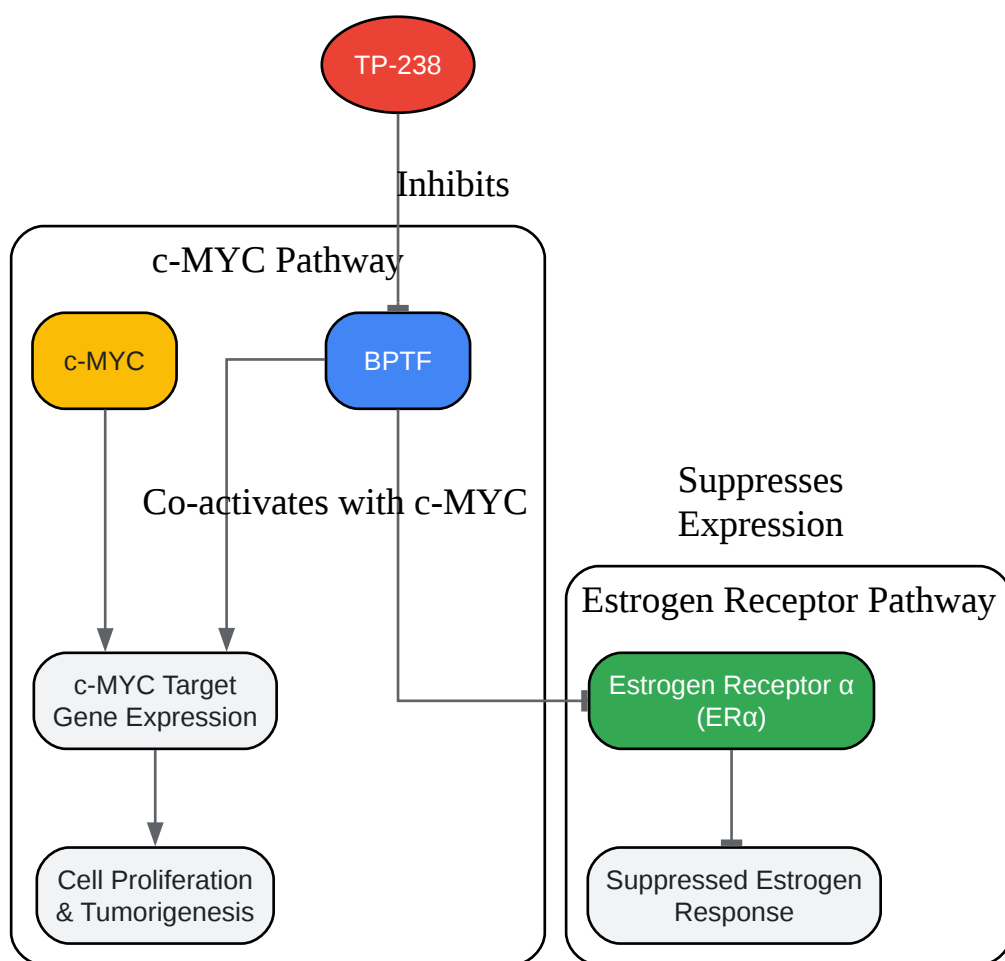 TP-238
Inhibits
c-MYC Pathway
c-MYC
BPTF
Co-activates with c-MYC
Suppresses
Expression
Estrogen Receptor Pathway
c-MYC Target
Gene Expression
Estrogen Receptor α
(ERα)
Cell Proliferation
& Tumorigenesis
Suppressed Estrogen
Response